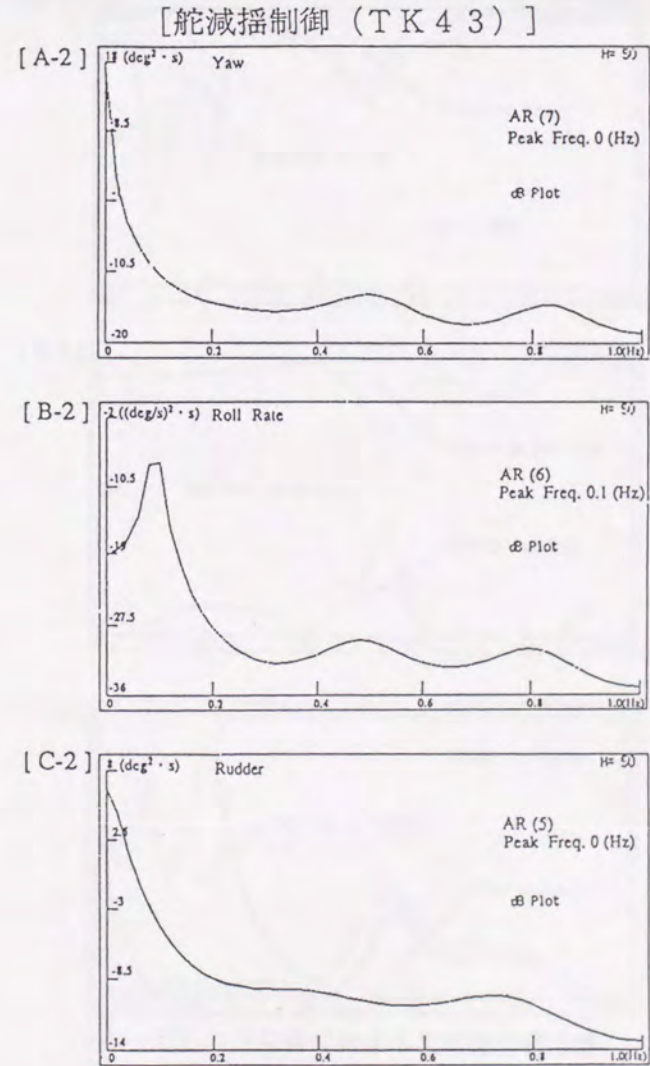 [舵減揺制御（TK43）]
[A-2]
(deg²・s) Yaw
H= 50
8.5
AR (7)
Peak Freq. 0 (Hz)
dB Plot
-10.5
-20
0 0.2 0.4 0.6 0.8 1.0(Hz)
[B-2]
-2 ((deg/s)²・s) Roll Rate
H= 50
-10.5
AR (6)
Peak Freq. 0.1 (Hz)
dB Plot
-19
-27.5
-36
0 0.2 0.4 0.6 0.8 1.0(Hz)
[C-2]
(deg²・s) Rudder
H= 50
2.5
AR (5)
Peak Freq. 0 (Hz)
-3
dB Plot
-8.5
-14
0 0.2 0.4 0.6 0.8 1.0(Hz)